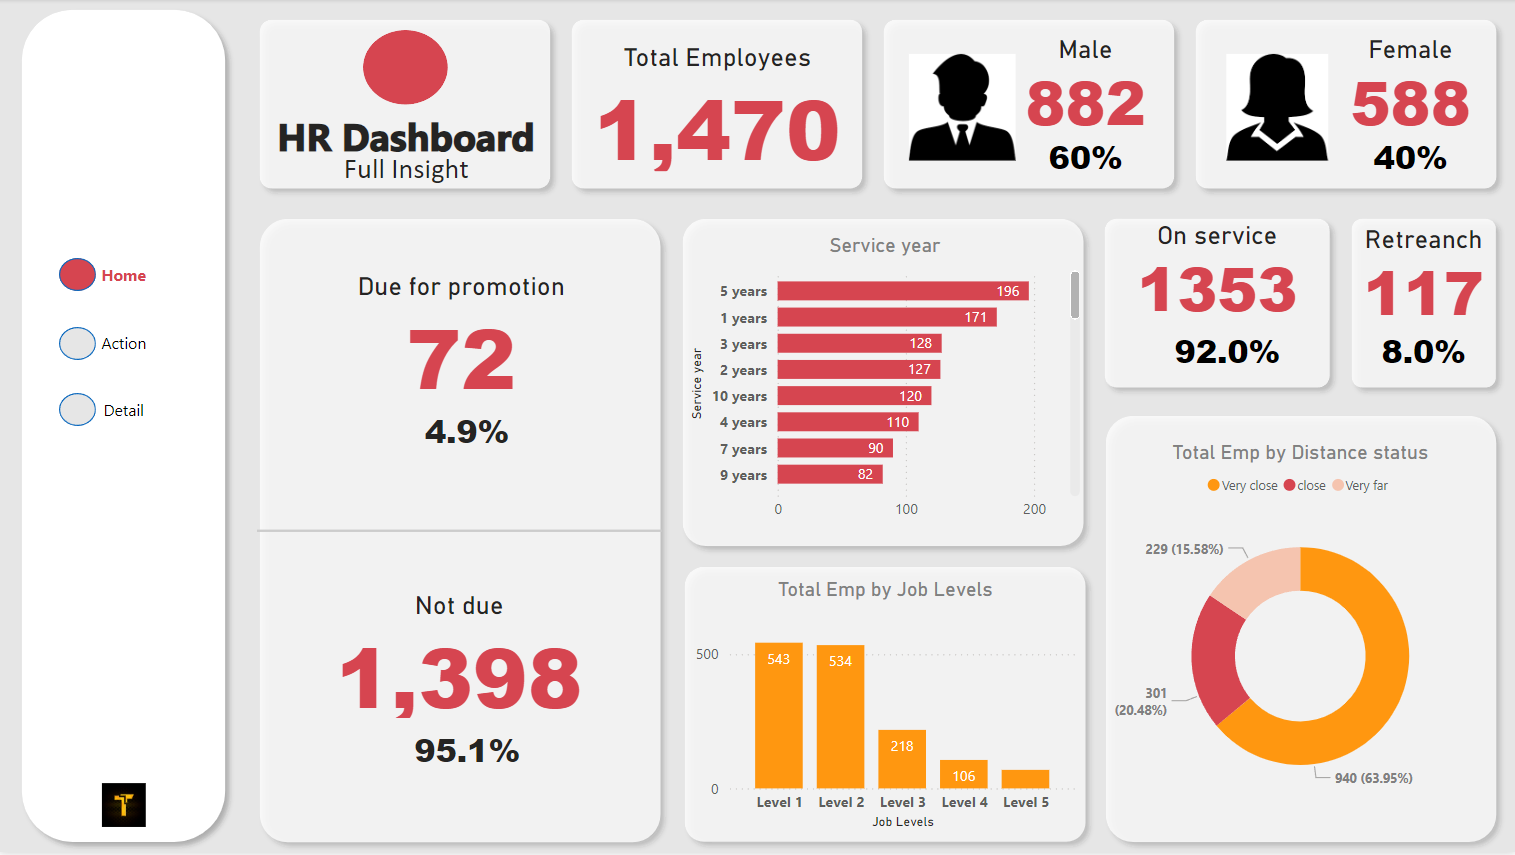 HR Dashboard
Full Insight
Total Employees
1,470
Male
882
60%
Female
588
40%
Home
Action
Detail
T
Due for promotion
72
4.9%
Not due
1,398
95.1%
Service year
Service year
5 years 196
1 years 171
3 years 128
2 years 127
10 years 120
4 years 110
7 years 90
9 years 82
0 100 200
On service
1353
92.0%
Retreanch
117
8.0%
Total Emp by Job Levels
500
0
543 534 218 106
Level 1 Level 2 Level 3 Level 4 Level 5
Job Levels
Total Emp by Distance status
Very close close Very far
229 (15.58%)
301
(20.48%)
940 (63.95%)